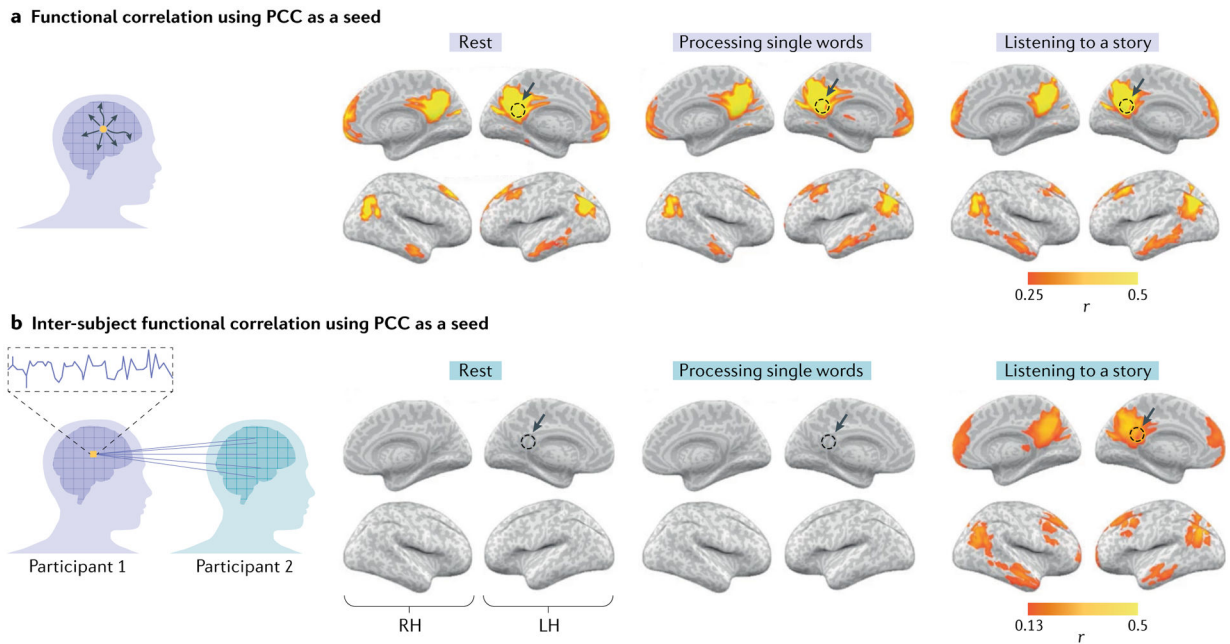 a Functional correlation using PCC as a seed
Rest
Processing single words
Listening to a story
0.25
0.5
r
b Inter-subject functional correlation using PCC as a seed
Rest
Processing single words
Listening to a story
Participant 1
Participant 2
RH
LH
0.13
0.5
r